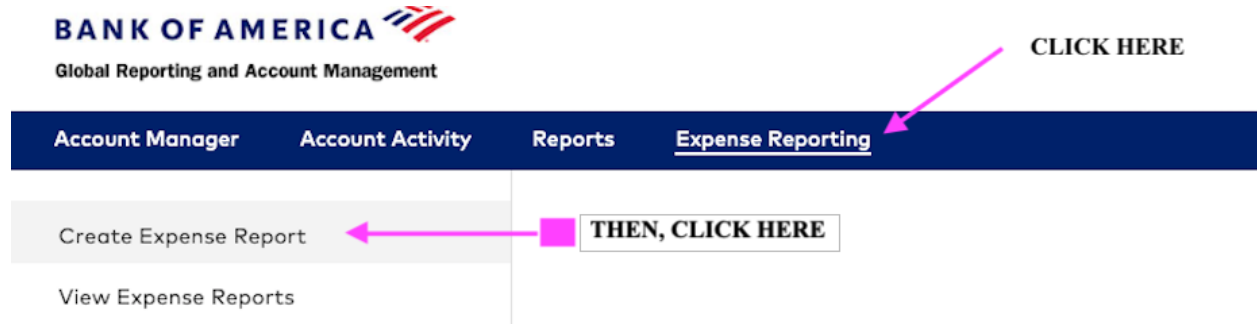 BANK OF AMERICA
CLICK HERE
Global Reporting and Account Management
Account Manager Account Activity Reports Expense Reporting
Create Expense Report THEN, CLICK HERE
View Expense Reports